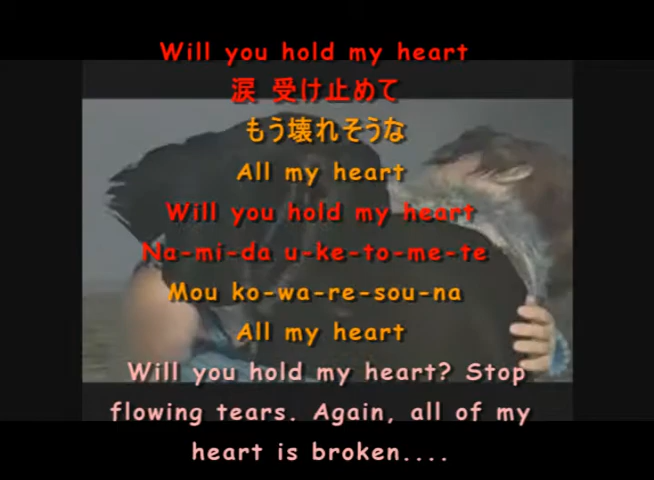 Will you hold my heart
涙 受け止めて
もう壊れそうな
All my heart
Will you hold my heart
Na-mi-da u-ke-to-me-te
Mou ko-wa-re-sou-na
All my heart
Will you hold my heart? Stop
flowing tears. Again, all of my
heart is broken....